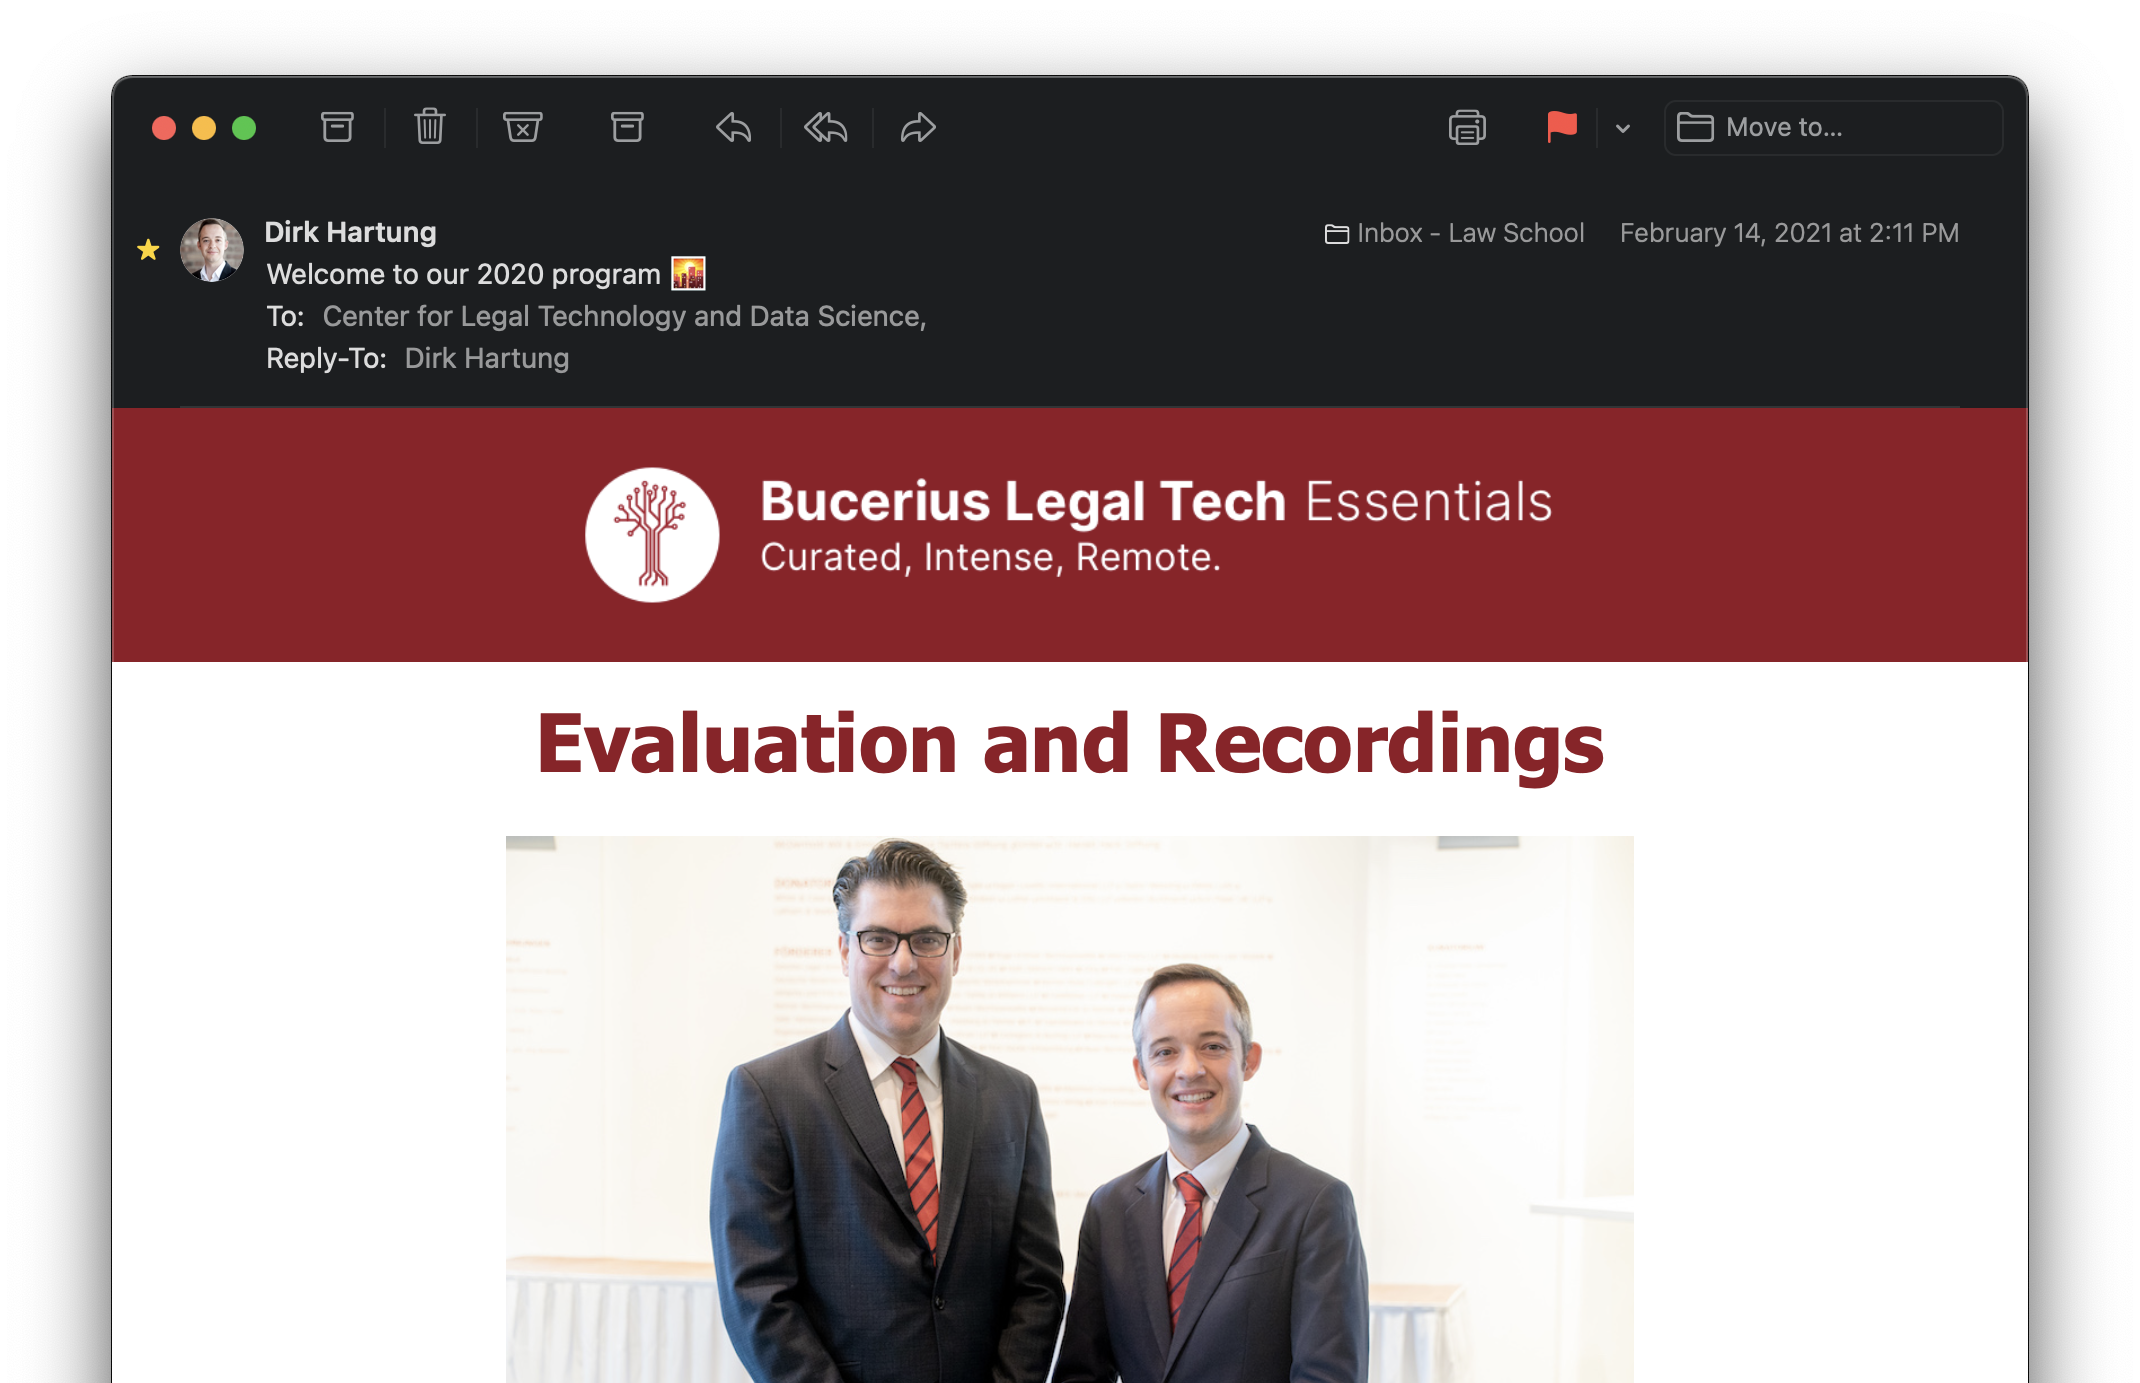 Move to...
Dirk Hartung
Inbox - Law School
February 14, 2021 at 2:11 PM
Welcome to our 2020 program
To: Center for Legal Technology and Data Science,
Reply-To: Dirk Hartung
Bucerius Legal Tech Essentials
Curated, Intense, Remote.
Evaluation and Recordings